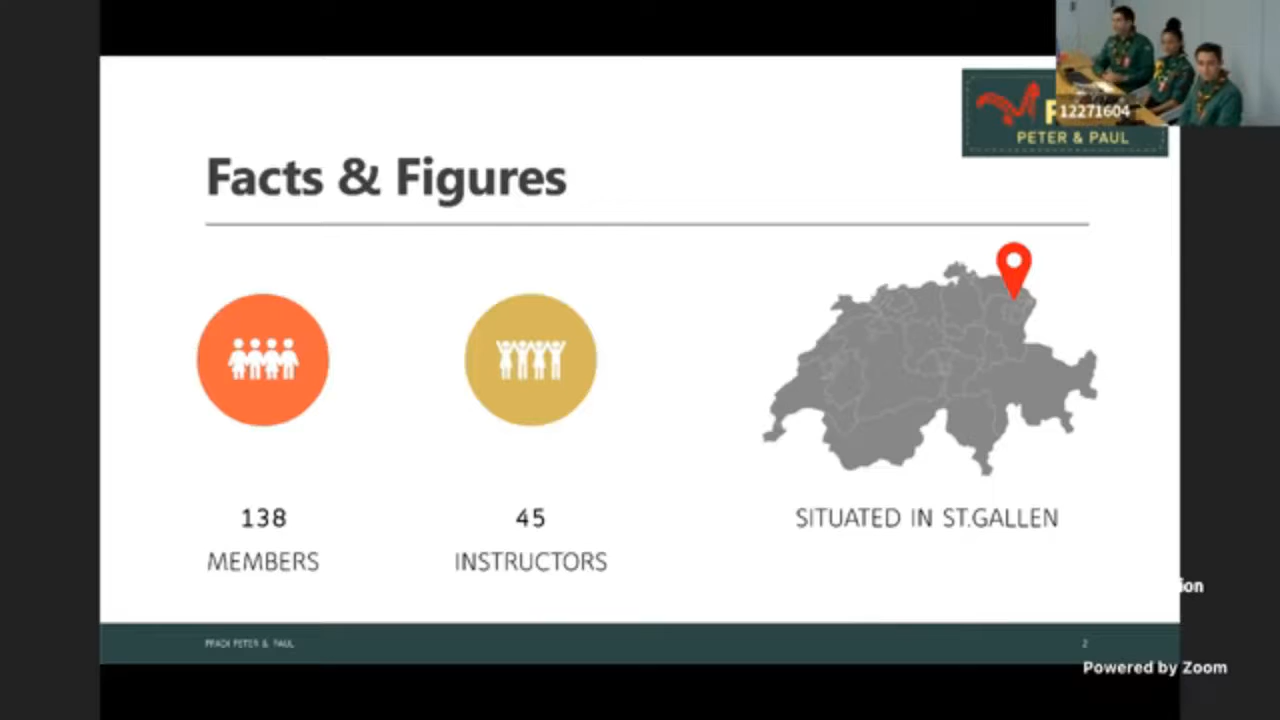 12271604
PETER & PAUL
Facts & Figures
138
MEMBERS
45
INSTRUCTORS
SITUATED IN ST.GALLEN
ion
PFADI PETER & PAUL
2
Powered by Zoom